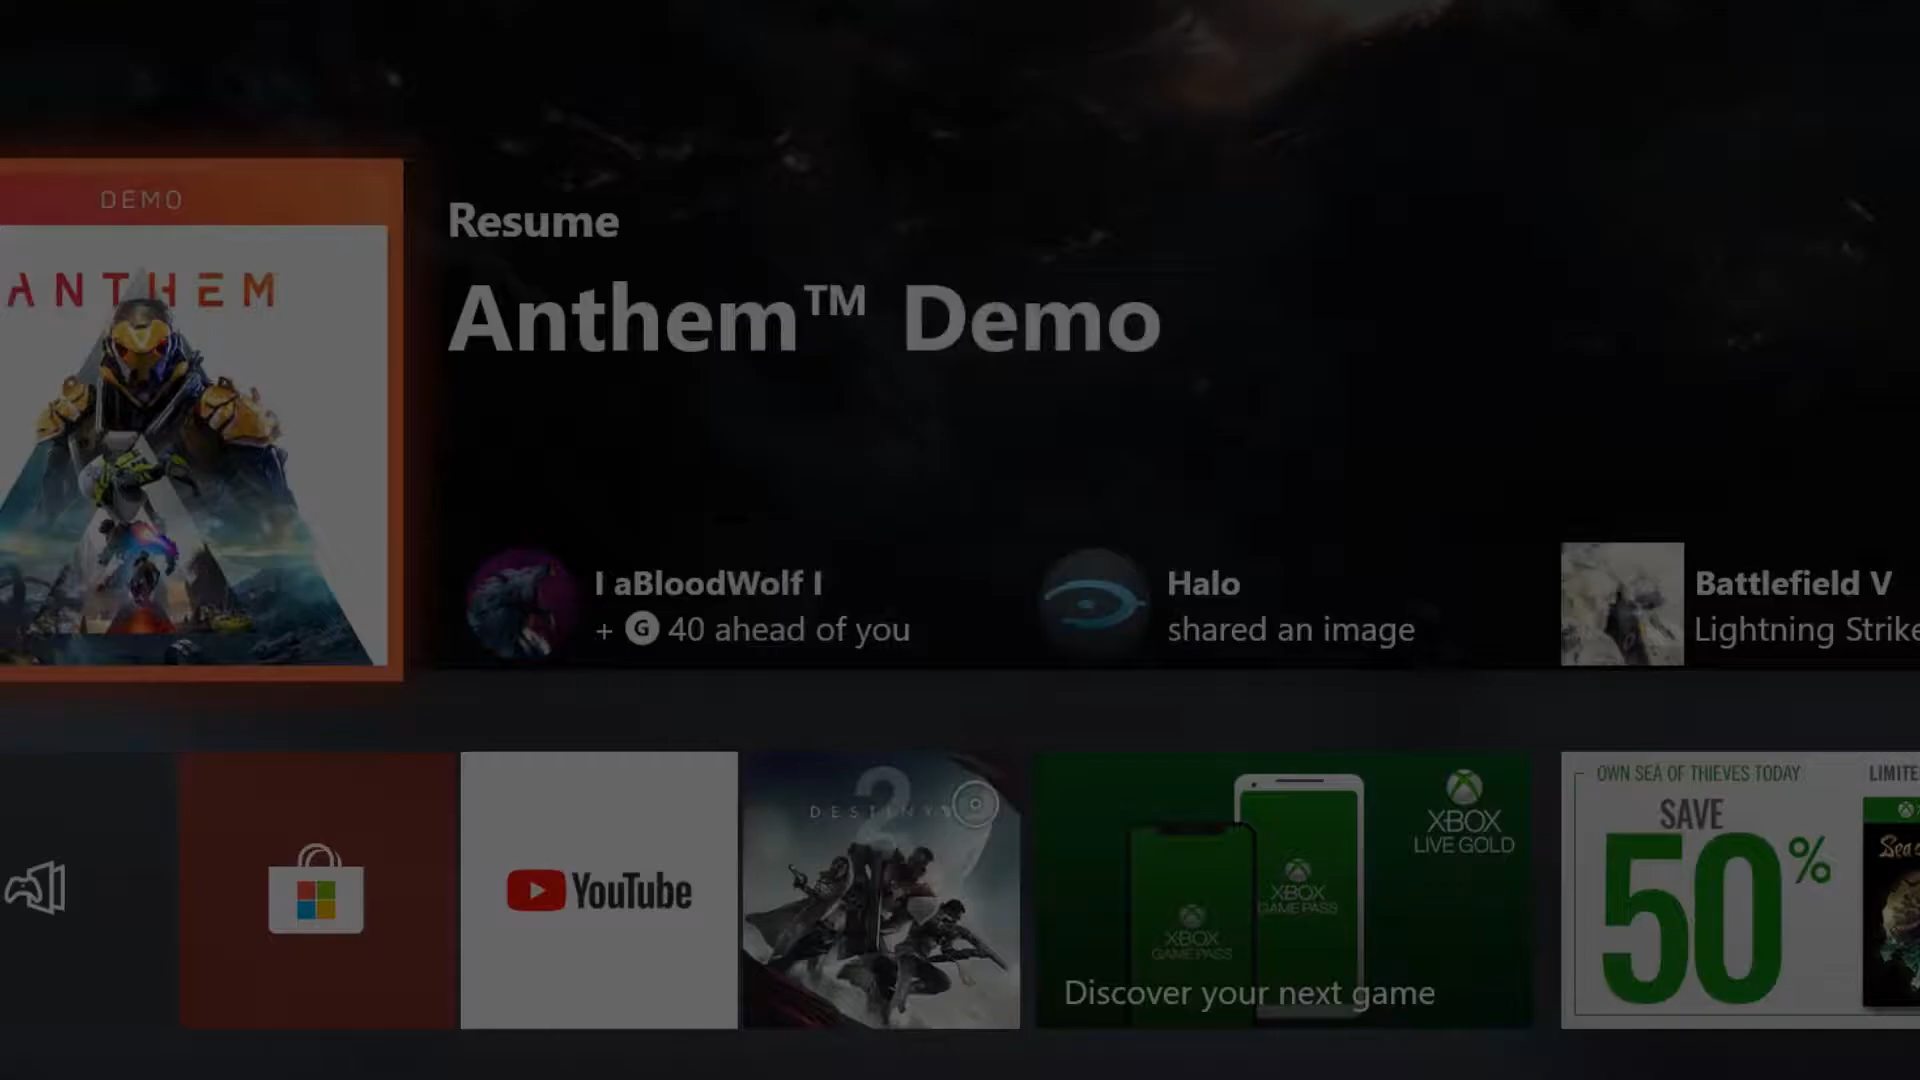 DEMO
ANTHEM
Resume
Anthem™ Demo
I aBloodWolf I
+ G 40 ahead of you
Halo
shared an image
Battlefield V
Lightning Strike
YouTube
DESTINY
2
XBOX
GAME PASS
XBOX
GAME PASS
XBOX
LIVE GOLD
Discover your next game
OWN SEA OF THIEVES TODAY
SAVE
50%
LIMITE
Sea o